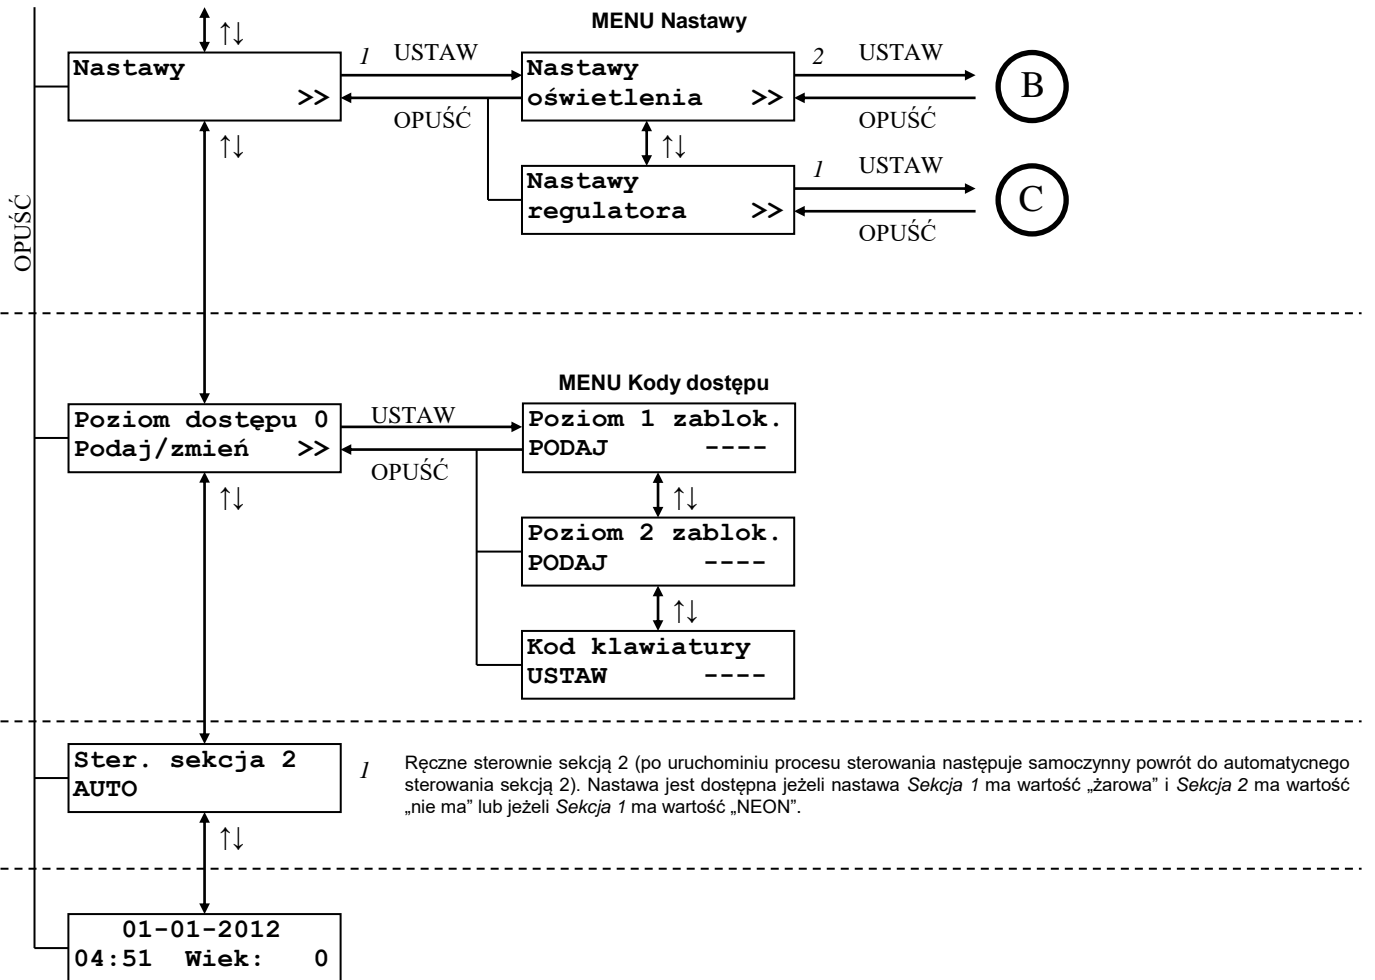 MENU Nastawy
↑↓
Nastawy
>>
1 USTAW
OPUŚĆ
Nastawy
oświetlenia >>
2 USTAW
OPUŚĆ
B
↑↓
↑↓
Nastawy
regulatora >>
1 USTAW
OPUŚĆ
C
OPUŚĆ
MENU Kody dostępu
Poziom dostępu 0
Podaj/zmień >>
USTAW
OPUŚĆ
Poziom 1 zablok.
PODAJ ----
↑↓
↑↓
Poziom 2 zablok.
PODAJ ----
↑↓
Kod klawiatury
USTAW ----
Ster. sekcja 2
AUTO
1
Ręczne sterownie sekcją 2 (po uruchominiu procesu sterowania następuje samoczynny powrót do automatycnego
sterowania sekcją 2). Nastawa jest dostępna jeżeli nastawa Sekcja 1 ma wartość „żarowa” i Sekcja 2 ma wartość
„nie ma” lub jeżeli Sekcja 1 ma wartość „NEON”.
↑↓
01-01-2012
04:51 Wiek: 0